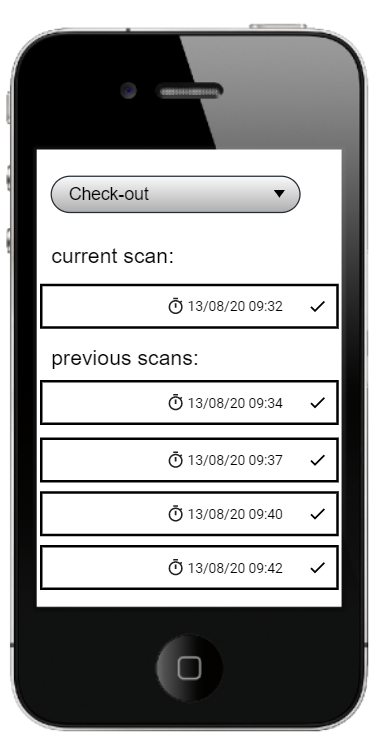 Check-out
current scan:
13/08/20 09:32
previous scans:
13/08/20 09:34
13/08/20 09:37
13/08/20 09:40
13/08/20 09:42